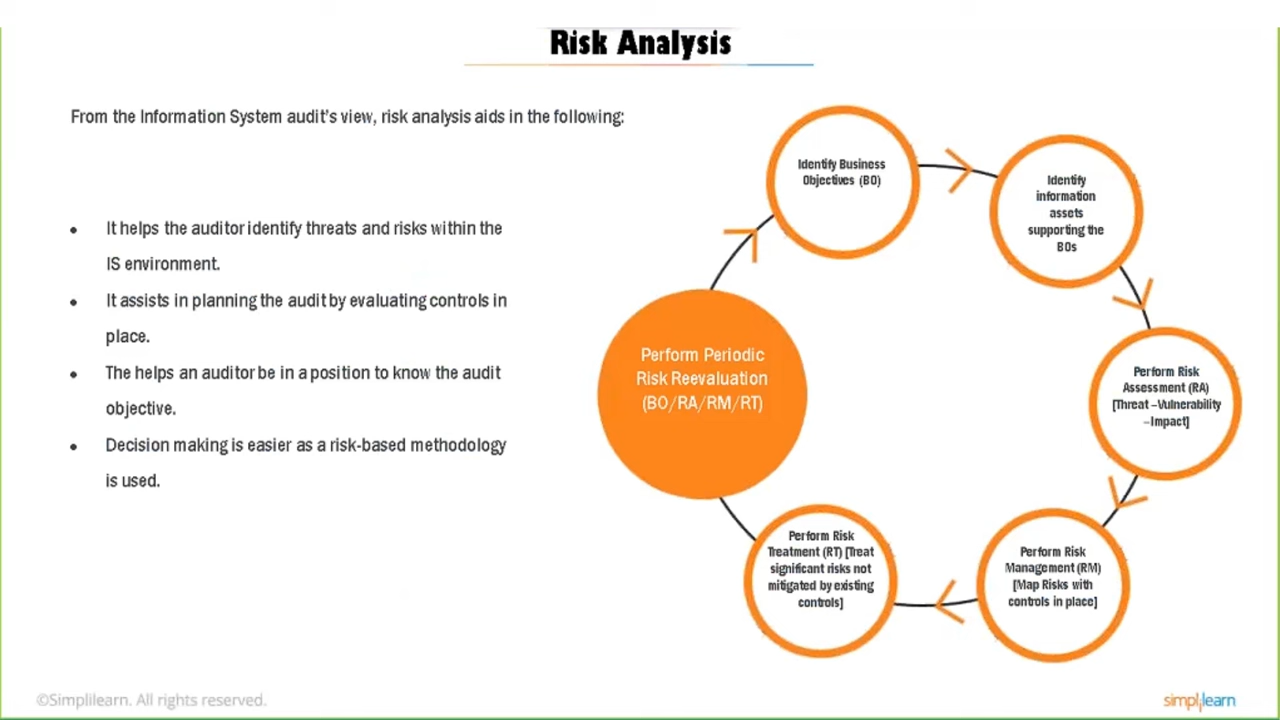 Risk Analysis
From the Information System audit's view, risk analysis aids in the following:
• It helps the auditor identify threats and risks within the
IS environment.
• It assists in planning the audit by evaluating controls in
place.
• The helps an auditor be in a position to know the audit
objective.
• Decision making is easier as a risk-based methodology
is used.
Identify Business
Objectives (BO)
Identify
information
assets
supporting the
BOs
Perform Risk
Assessment (RA)
[Threat –Vulnerability
–Impact]
Perform Risk
Management (RM)
[Map Risks with
controls in place]
Perform Risk
Treatment (RT) [Treat
significant risks not
mitigated by existing
controls]
Perform Periodic
Risk Reevaluation
(BO/RA/RM/RT)
©Simplilearn. All rights reserved.
simplilearn